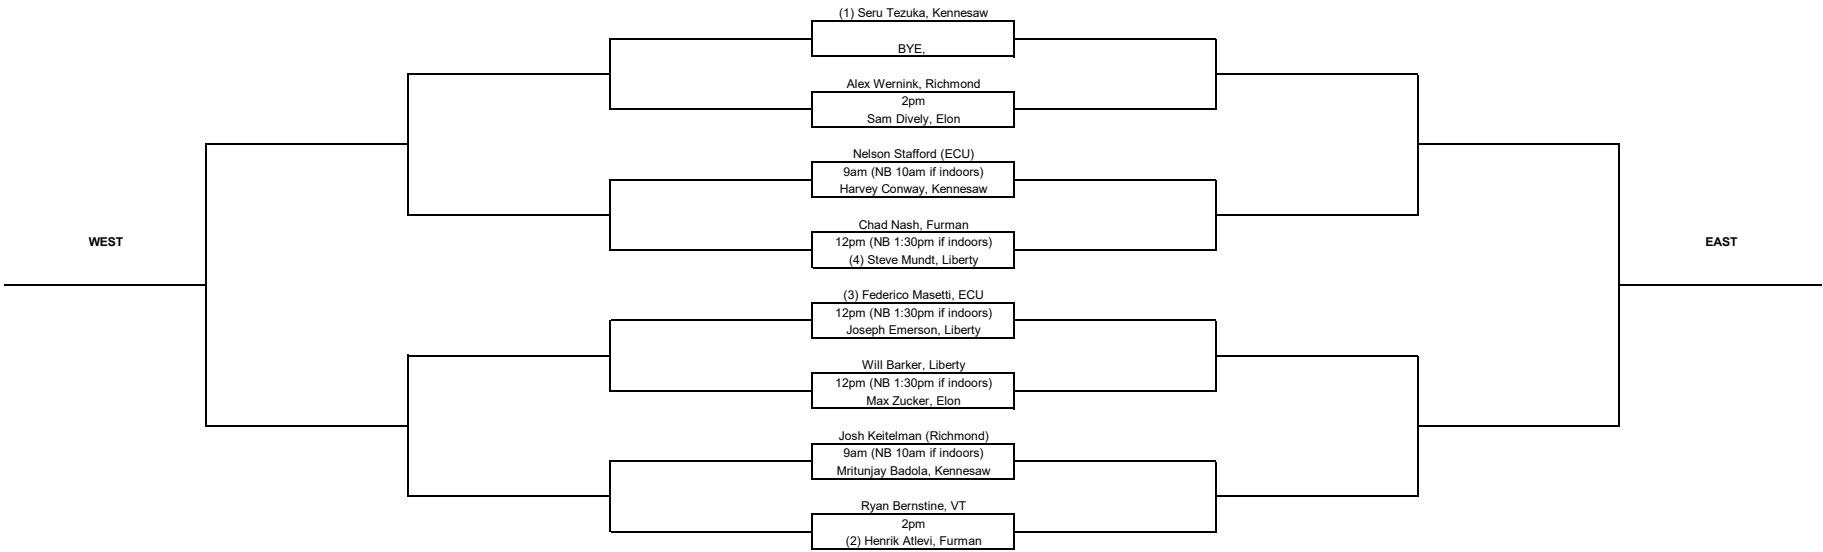 (1) Seru Tezuka, Kennesaw
BYE,
Alex Wernink, Richmond
2pm
Sam Dively, Elon
Nelson Stafford (ECU)
9am (NB 10am if indoors)
Harvey Conway, Kennesaw
Chad Nash, Furman
WEST
12pm (NB 1:30pm if indoors)
EAST
(4) Steve Mundt, Liberty
(3) Federico Masetti, ECU
12pm (NB 1:30pm if indoors)
Joseph Emerson, Liberty
Will Barker, Liberty
12pm (NB 1:30pm if indoors)
Max Zucker, Elon
Josh Keitelman (Richmond)
9am (NB 10am if indoors)
Mritunjay Badola, Kennesaw
Ryan Bernstine, VT
2pm
(2) Henrik Atlevi, Furman